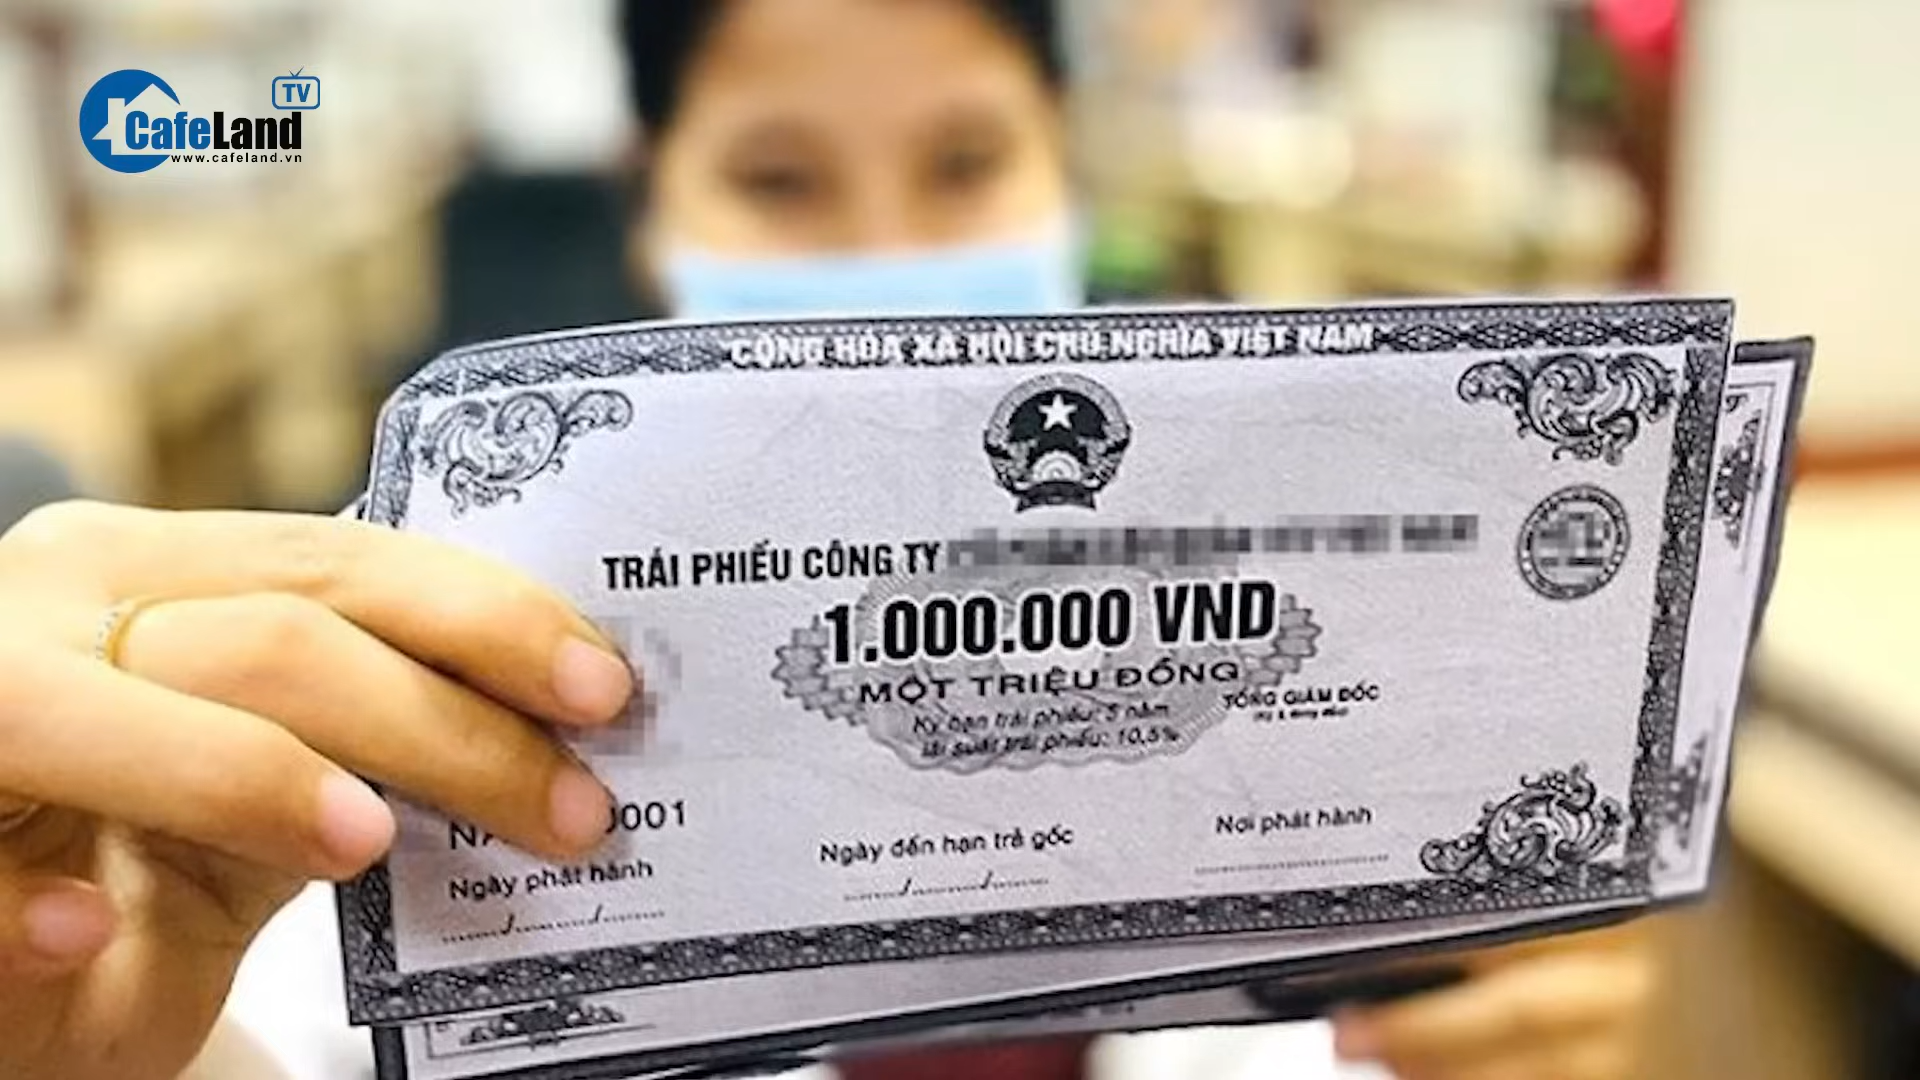 TV
CafeLand
www.cafeland.vn
CỘNG HÒA XÃ HỘI CHỦ NGHĨA VIỆT NAM
TRÁI PHIẾU CÔNG TY
1.000.000 VND
MỘT TRIỆU ĐỒNG
TỔNG GIÁM ĐỐC
Kỳ hạn trái phiếu: 5 năm
lãi suất trái phiếu: 10,5%
001
Ngày phát hành
Ngày đến hạn trả gốc
Nơi phát hành